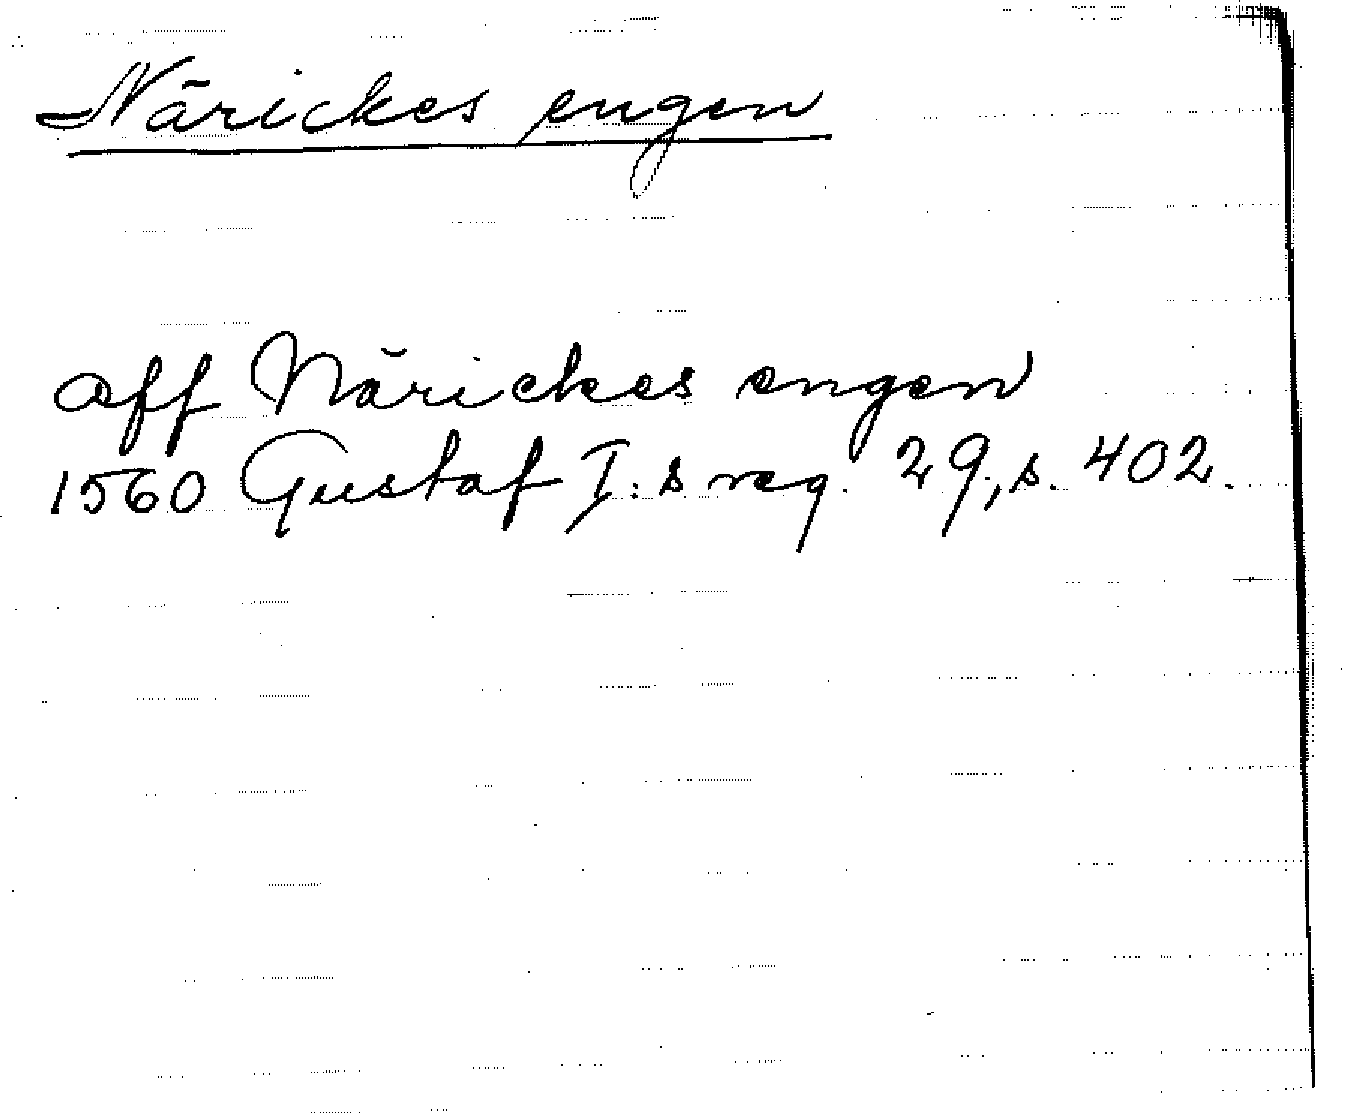 Närickes engen
aff Närickes engen
1560 Gustaf I:s reg. 29, s. 402.